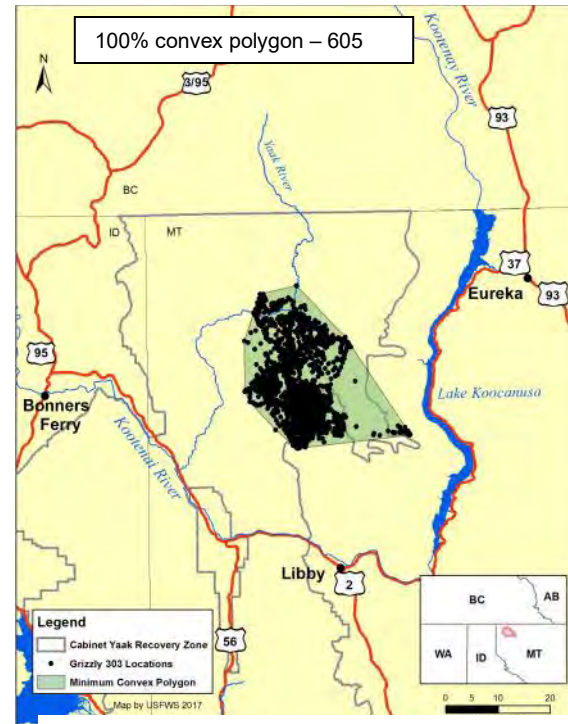 100% convex polygon – 605
N
3/95
Kootenay River
93
Yaak River
BC
ID
MT
37
Eureka
93
95
Lake Koocanusa
Bonners
Ferry
Kootenai River
Libby
2
56
Legend
Cabinet Yaak Recovery Zone
Grizzly 303 Locations
Minimum Convex Polygon
Map by USFWS 2017
BC
AB
WA
ID
MT
0 5 10 20